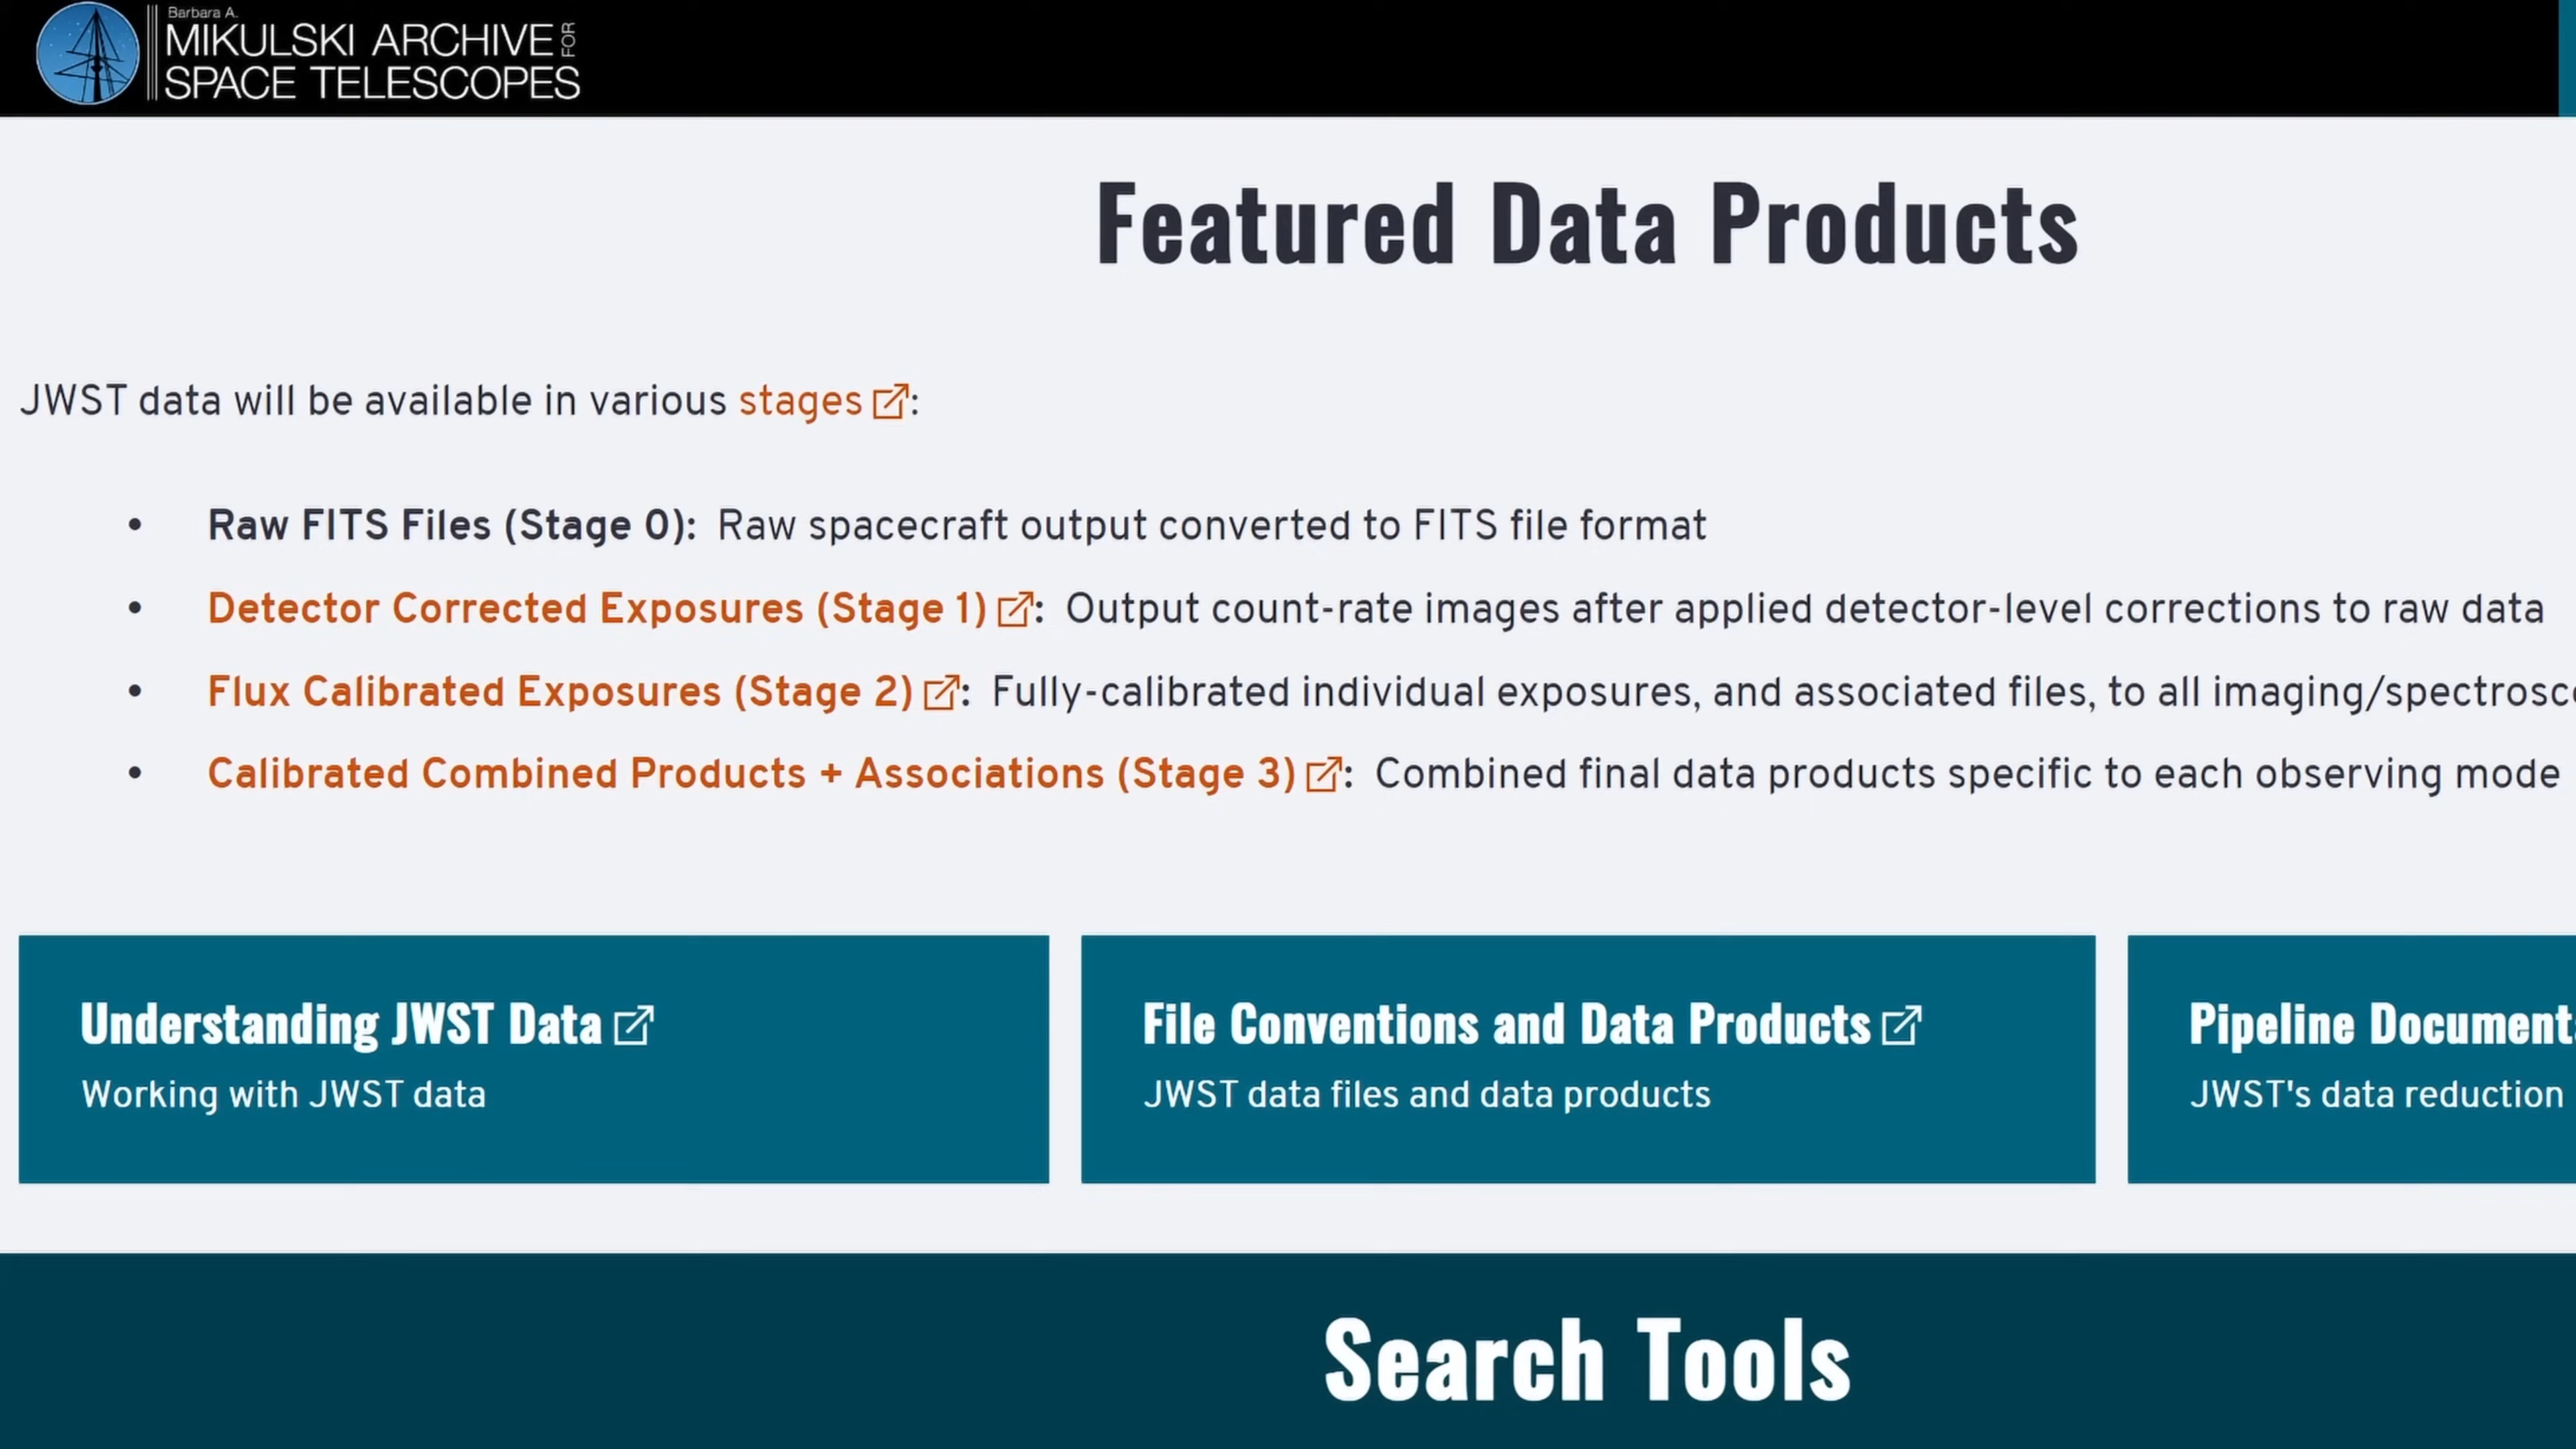 Barbara A.
MIKULSKI ARCHIVE FOR
SPACE TELESCOPES
Featured Data Products
JWST data will be available in various stages:
• Raw FITS Files (Stage 0): Raw spacecraft output converted to FITS file format
• Detector Corrected Exposures (Stage 1): Output count-rate images after applied detector-level corrections to raw data
• Flux Calibrated Exposures (Stage 2): Fully-calibrated individual exposures, and associated files, to all
• Calibrated Combined Products + Associations (Stage 3): Combined final data products specific to each observing mode
Understanding JWST Data
Working with JWST data
File Conventions and Data Products
JWST data files and data products
Pipeline
JWST's data reduction
Search Tools